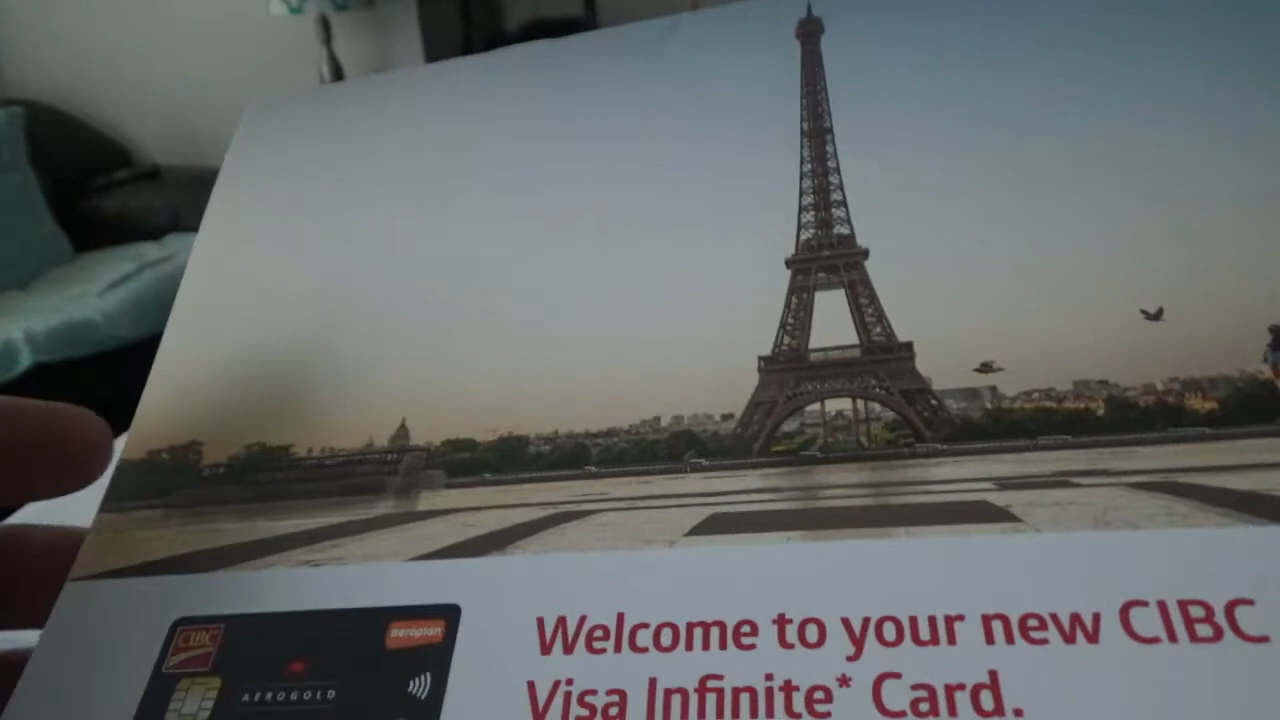 CIBC
aeroplan
AEROGOLD
Welcome to your new CIBC
Visa Infinite* Card.